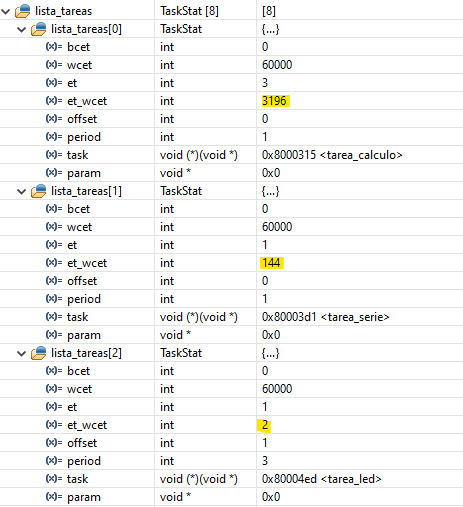 lista_tareas TaskStat [8] [8]
lista_tareas[0] TaskStat {...}
(x)= bcet int 0
(x)= wcet int 60000
(x)= et int 3
(x)= et_wcet int 3196
(x)= offset int 0
(x)= period int 1
(x)= task void (*)(void *) 0x8000315 <tarea_calculo>
(x)= param void * 0x0
lista_tareas[1] TaskStat {...}
(x)= bcet int 0
(x)= wcet int 60000
(x)= et int 1
(x)= et_wcet int 144
(x)= offset int 0
(x)= period int 1
(x)= task void (*)(void *) 0x80003d1 <tarea_serie>
(x)= param void * 0x0
lista_tareas[2] TaskStat {...}
(x)= bcet int 0
(x)= wcet int 60000
(x)= et int 1
(x)= et_wcet int 2
(x)= offset int 1
(x)= period int 3
(x)= task void (*)(void *) 0x80004ed <tarea_led>
(x)= param void * 0x0